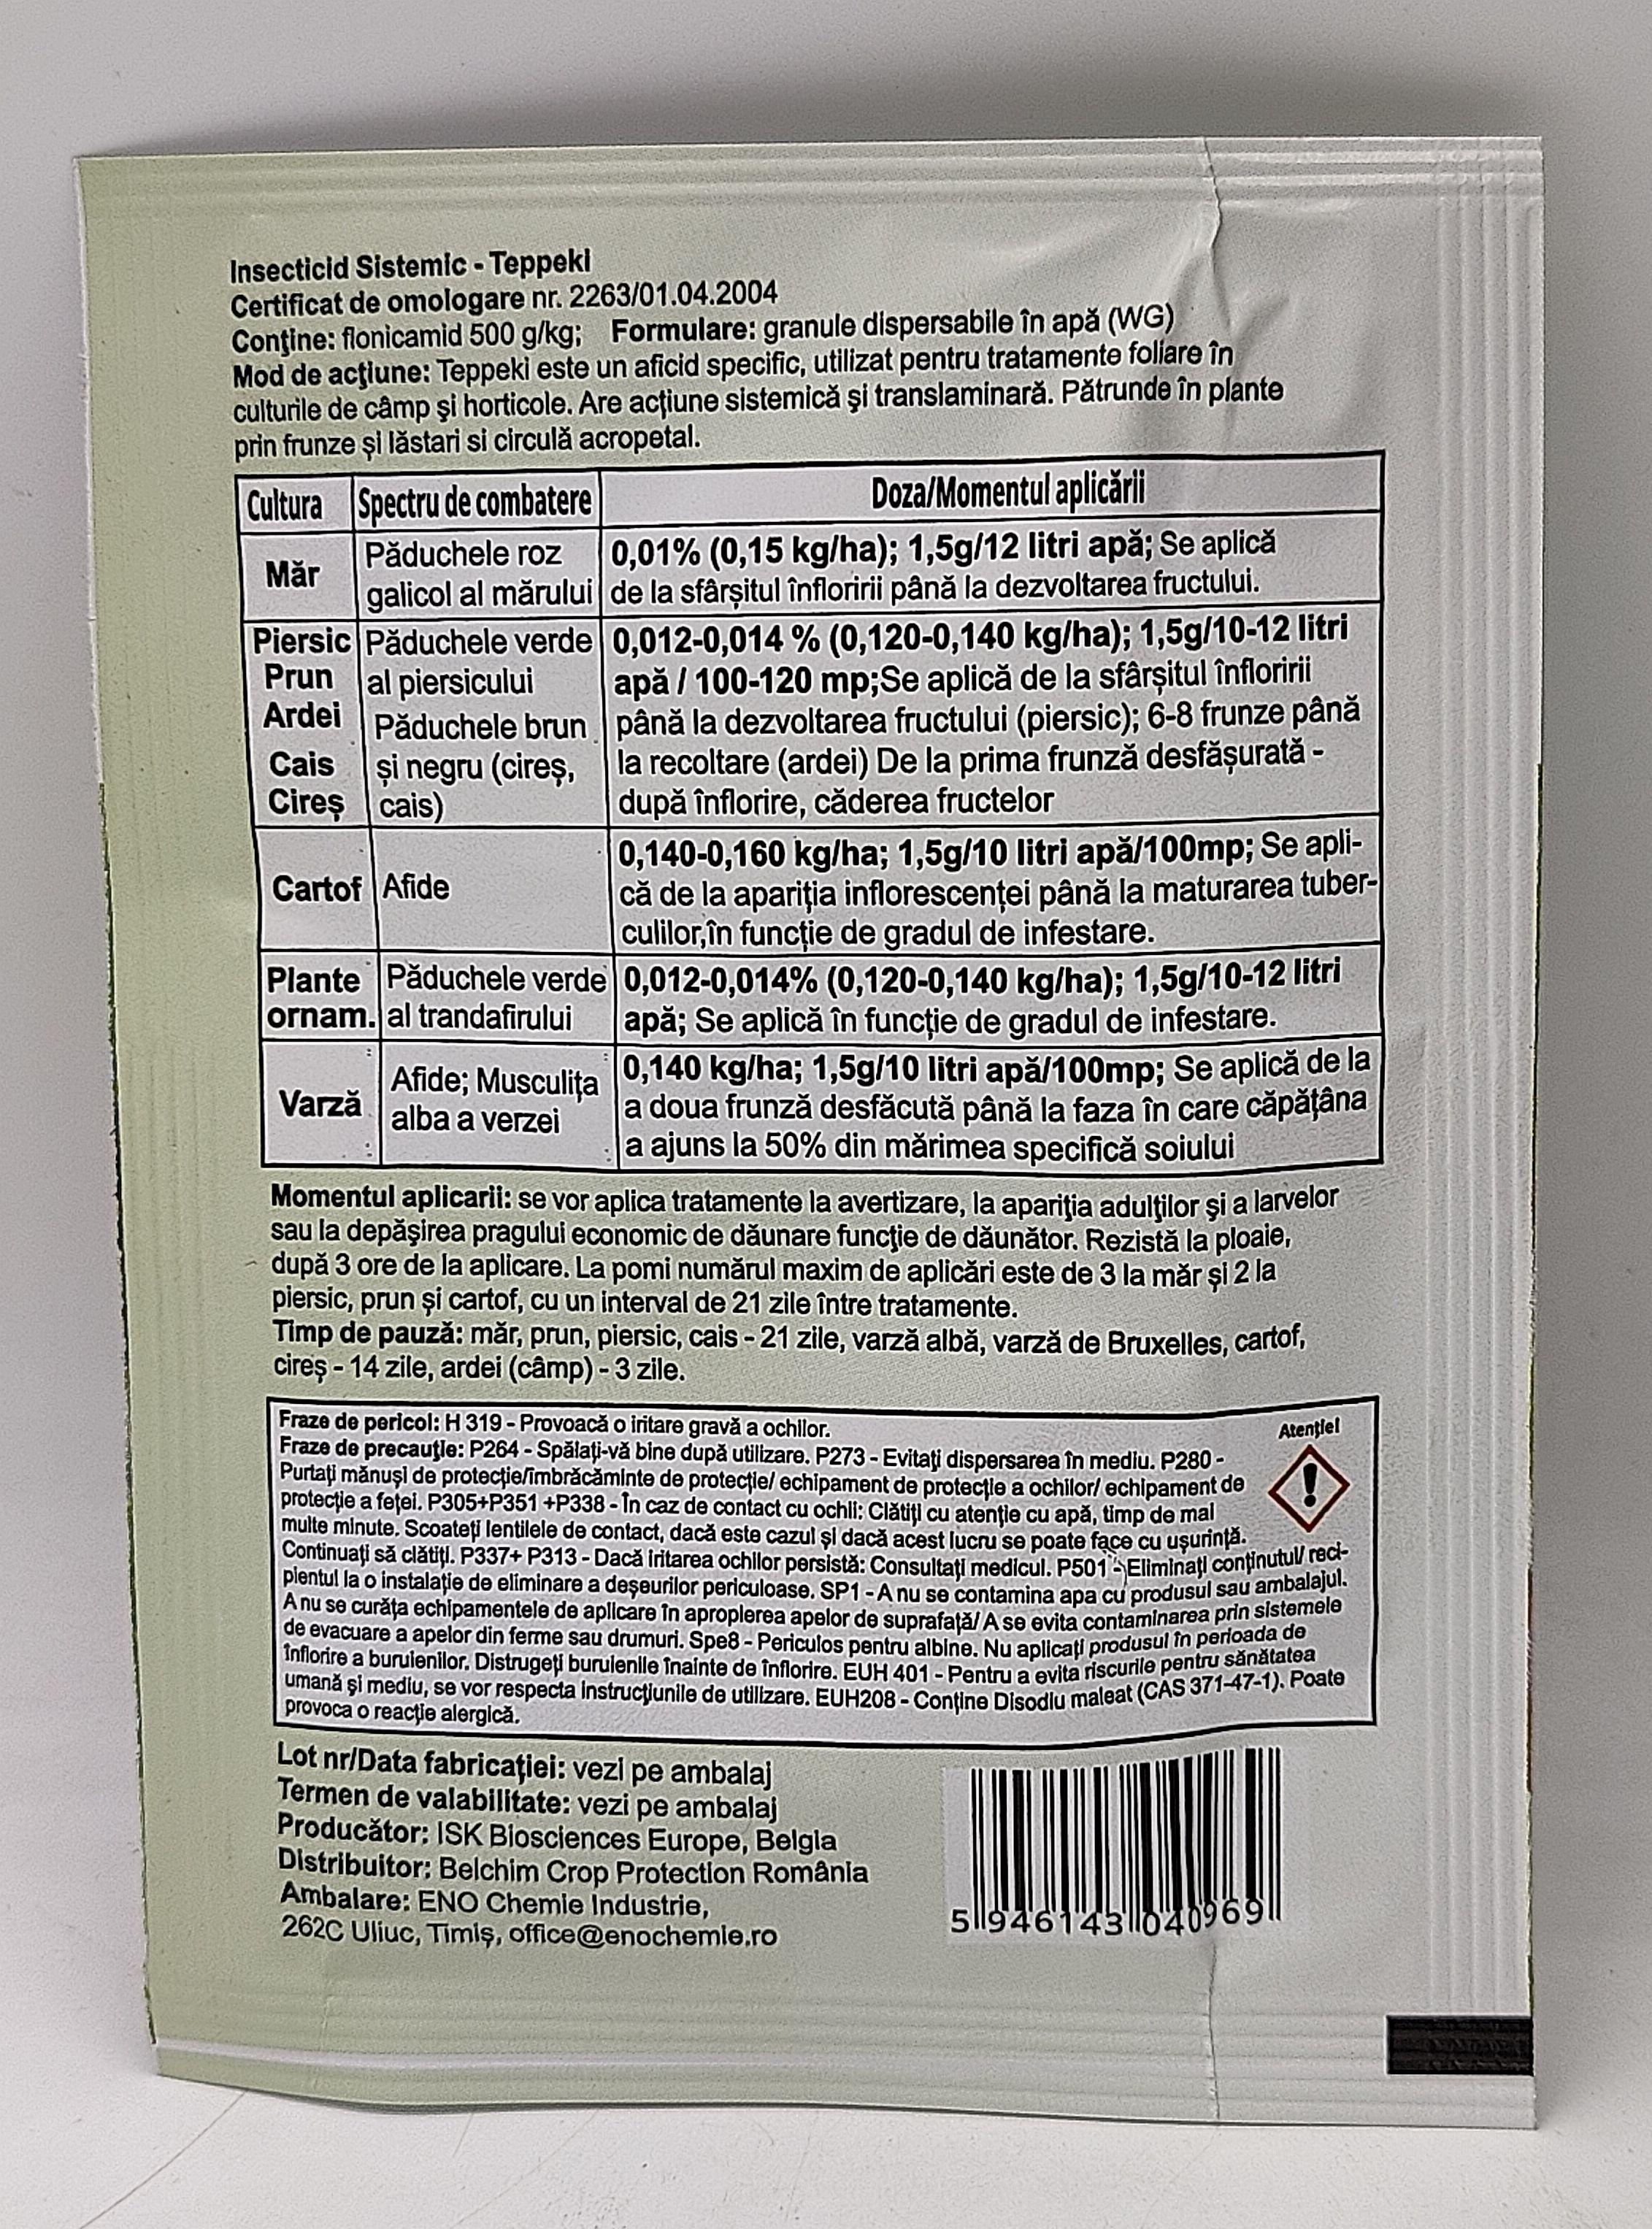 Insecticid Sistemic - Teppeki
Certificat de omologare nr. 2263/01.04.2004
Conţine: flonicamid 500 g/kg; Formulare: granule dispersabile în apă (WG)
Mod de acţiune: Teppeki este un aficid specific, utilizat pentru tratamente foliare în
culturile de câmp şi horticole. Are acţiune sistemică şi translaminară. Pătrunde în plante
prin frunze şi lăstari si circulă acropetal.
Cultura Spectru de combatere Doza/Momentul aplicării
Măr
Păduchele roz
galicol al mărului
0,01% (0,15 kg/ha); 1,5g/12 litri apă; Se aplică
de la sfârșitul înfloririi până la dezvoltarea fructului.
Piersic
Prun
Ardei
Cais
Cireș
Păduchele verde
al piersicului
Păduchele brun
și negru (cireș,
cais)
0,012-0,014 % (0,120-0,140 kg/ha); 1,5g/10-12 litri
apă / 100-120 mp;Se aplică de la sfârșitul înfloririi
până la dezvoltarea fructului (piersic); 6-8 frunze până
la recoltare (ardei) De la prima frunză desfășurată -
după înflorire, căderea fructelor
Cartof
Afide
0,140-0,160 kg/ha; 1,5g/10 litri apă/100mp; Se apli-
că de la apariția inflorescenței până la maturarea tuber-
culilor,în funcție de gradul de infestare.
Plante
ornam.
Păduchele verde
al trandafirului
0,012-0,014% (0,120-0,140 kg/ha); 1,5g/10-12 litri
apă; Se aplică în funcție de gradul de infestare.
Varză
Afide; Musculița
alba a verzei
0,140 kg/ha; 1,5g/10 litri apă/100mp; Se aplică de la
a doua frunză desfăcută până la faza în care căpățâna
a ajuns la 50% din mărimea specifică soiului
Momentul aplicarii: se vor aplica tratamente la avertizare, la apariţia adulţilor şi a larvelor
sau la depăşirea pragului economic de dăunare funcţie de dăunător. Rezistă la ploaie,
după 3 ore de la aplicare. La pomi numărul maxim de aplicări este de 3 la măr şi 2 la
piersic, prun şi cartof, cu un interval de 21 zile între tratamente.
Timp de pauză: măr, prun, piersic, cais - 21 zile, varză albă, varză de Bruxelles, cartof,
cireş - 14 zile, ardei (câmp) - 3 zile.
Atenţie!
Fraze de pericol: H 319 - Provoacă o iritare gravă a ochilor.
Fraze de precauţie: P264 - Spălaţi-vă bine după utilizare. P273 - Evitaţi dispersarea în mediu. P280 -
Purtaţi mănuşi de protecţie/îmbrăcăminte de protecţie/ echipament de protecţie a ochilor/ echipament de
protecţie a feţei. P305+P351 +P338 - În caz de contact cu ochii: Clătiţi cu atenţie cu apă, timp de mai
multe minute. Scoateţi lentilele de contact, dacă este cazul şi dacă acest lucru se poate face cu uşurinţă.
Continuaţi să clătiţi. P337+ P313 - Dacă iritarea ochilor persistă: Consultaţi medicul. P501 - Eliminaţi conţinutul/ reci-
pientul la o instalaţie de eliminare a deşeurilor periculoase. SP1 - A nu se contamina apa cu produsul sau ambalajul.
A nu se curăţa echipamentele de aplicare în apropierea apelor de suprafaţă/ A se evita contaminarea prin sistemele
de evacuare a apelor din ferme sau drumuri. Spe8 - Periculos pentru albine. Nu aplicaţi produsul în perioada de
înflorire a buruienilor. Distrugeţi buruienile înainte de înflorire. EUH 401 - Pentru a evita riscurile pentru sănătatea
umană şi mediu, se vor respecta instrucţiunile de utilizare. EUH208 - Conţine Disodiu maleat (CAS 371-47-1). Poate
provoca o reacţie alergică.
Lot nr/Data fabricaţiei: vezi pe ambalaj
Termen de valabilitate: vezi pe ambalaj
Producător: ISK Biosciences Europe, Belgia
Distribuitor: Belchim Crop Protection România
Ambalare: ENO Chemie Industrie,
262C Uliuc, Timiş, office@enochemie.ro
5 946143 040969